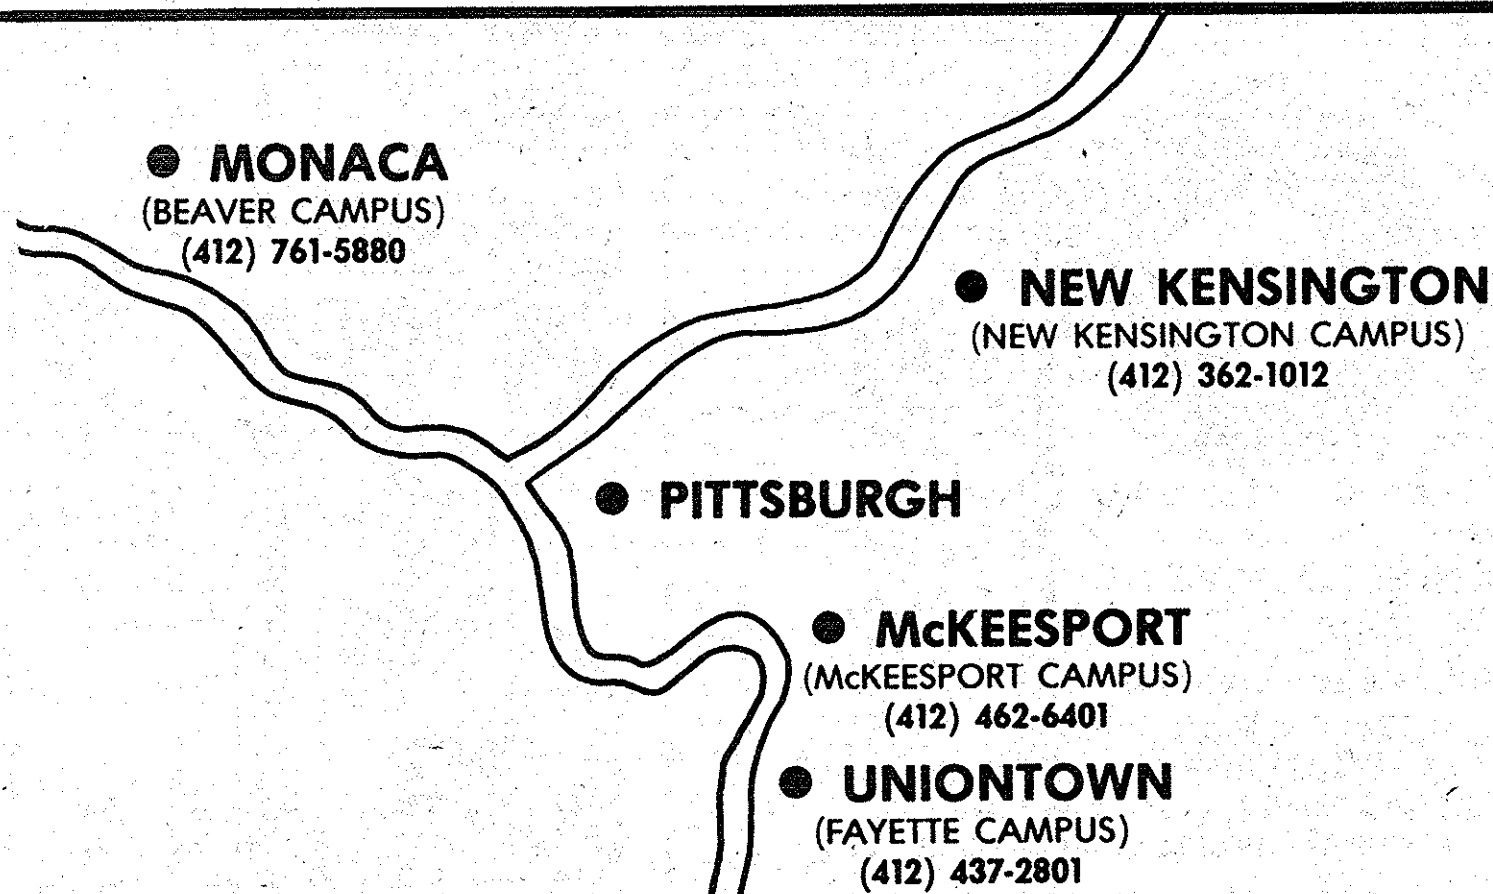 MONACA
(BEAVER CAMPUS)
(412) 761-5880
NEW KENSINGTON
(NEW KENSINGTON CAMPUS)
(412) 362-1012
PITTSBURGH
McKEESPORT
(McKEESPORT CAMPUS)
(412) 462-6401
UNIONTOWN
(FAYETTE CAMPUS)
(412) 437-2801